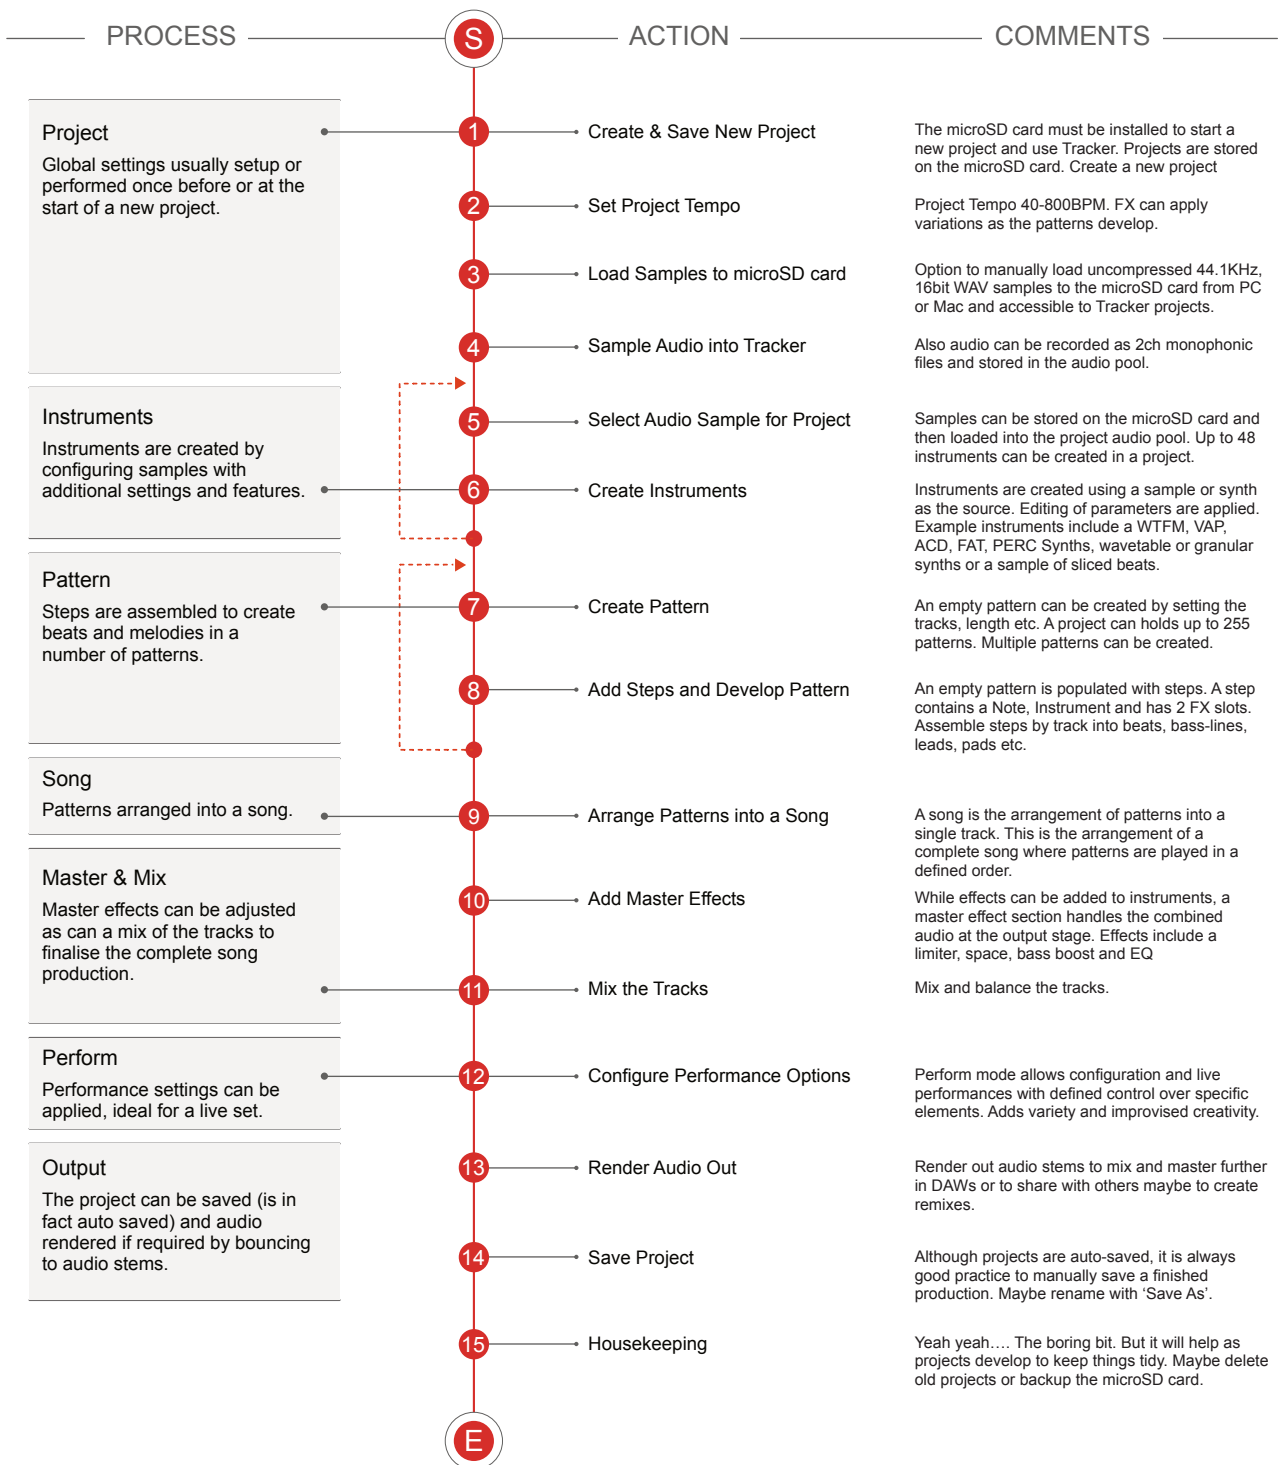 PROCESS
S
ACTION
COMMENTS
Project
Global settings usually setup or
performed once before or at the
start of a new project.
1
Create & Save New Project
The microSD card must be installed to start a
new project and use Tracker. Projects are stored
on the microSD card. Create a new project
2
Set Project Tempo
Project Tempo 40-800BPM. FX can apply
variations as the patterns develop.
3
Load Samples to microSD card
Option to manually load uncompressed 44.1KHz,
16bit WAV samples to the microSD card from PC
or Mac and accessible to Tracker projects.
4
Sample Audio into Tracker
Also audio can be recorded as 2ch monophonic
files and stored in the audio pool.
Instruments
Instruments are created by
configuring samples with
additional settings and features.
5
Select Audio Sample for Project
Samples can be stored on the microSD card and
then loaded into the project audio pool. Up to 48
instruments can be created in a project.
6
Create Instruments
Instruments are created using a sample or synth
as the source. Editing of parameters are applied.
Example instruments include a WTFM, VAP,
ACD, FAT, PERC Synths, wavetable or granular
synths or a sample of sliced beats.
Pattern
Steps are assembled to create
beats and melodies in a
number of patterns.
7
Create Pattern
An empty pattern can be created by setting the
tracks, length etc. A project can holds up to 255
patterns. Multiple patterns can be created.
8
Add Steps and Develop Pattern
An empty pattern is populated with steps. A step
contains a Note, Instrument and has 2 FX slots.
Assemble steps by track into beats, bass-lines,
leads, pads etc.
Song
Patterns arranged into a song.
9
Arrange Patterns into a Song
A song is the arrangement of patterns into a
single track. This is the arrangement of a
complete song where patterns are played in a
defined order.
Master & Mix
Master effects can be adjusted
as can a mix of the tracks to
finalise the complete song
production.
10
Add Master Effects
While effects can be added to instruments, a
master effect section handles the combined
audio at the output stage. Effects include a
limiter, space, bass boost and EQ
11
Mix the Tracks
Mix and balance the tracks.
Perform
Performance settings can be
applied, ideal for a live set.
12
Configure Performance Options
Perform mode allows configuration and live
performances with defined control over specific
elements. Adds variety and improvised creativity.
Output
The project can be saved (is in
fact auto saved) and audio
rendered if required by bouncing
to audio stems.
13
Render Audio Out
Render out audio stems to mix and master further
in DAWs or to share with others maybe to create
remixes.
14
Save Project
Although projects are auto-saved, it is always
good practice to manually save a finished
production. Maybe rename with ‘Save As’.
15
Housekeeping
Yeah yeah…. The boring bit. But it will help as
projects develop to keep things tidy. Maybe delete
old projects or backup the microSD card.
E